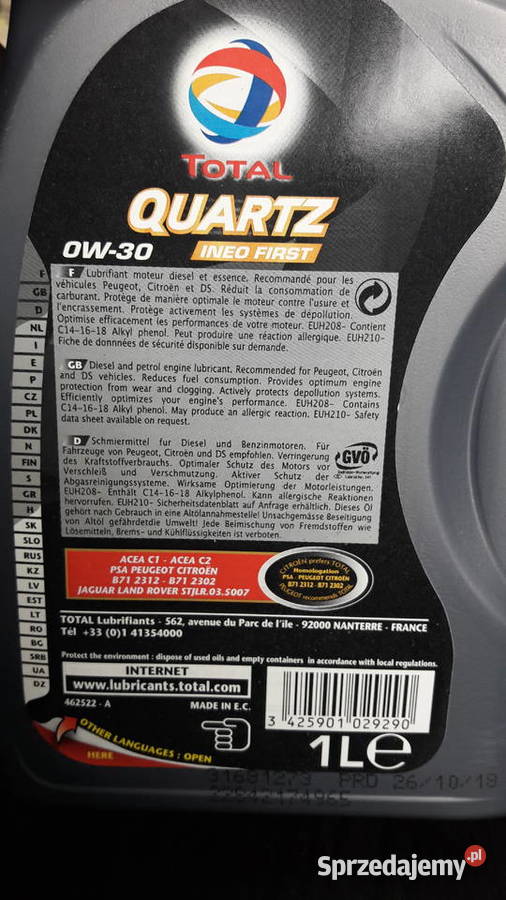 TOTAL
QUARTZ
0W-30
INEO FIRST
F Lubrifiant moteur diesel et essence. Recommandé pour les
véhicules Peugeot, Citroën et DS. Réduit la consommation de
carburant. Protège de manière optimale le moteur contre l'usure et
l'encrassement. Protège activement les systèmes de dépollution.
Optimise efficacement les performances de votre moteur. EUH208- Contient
C14-16-18 Alkyl phenol. Peut produire une réaction allergique. EUH210-
Fiche de donnnées de sécurité disponible sur demande.
GB Diesel and petrol engine lubricant. Recommended for Peugeot, Citroën
and DS vehicles. Reduces fuel consumption. Provides optimum engine
protection from wear and clogging. Actively protects depollution systems.
Efficiently optimizes your engine's performance. EUH208- Contains
C14-16-18 Alkyl phenol. May produce an allergic reaction. EUH210- Safety
data sheet available on request.
D Schmiermittel für Diesel und Benzinmotoren. Für
Fahrzeuge von Peugeot, Citroën und DS empfohlen. Verringerung
des Kraftstoffverbrauchs. Optimaler Schutz des Motors vor
Verschleiß und Verschmutzung. Aktiver Schutz der
Abgasreinigungssysteme. Wirksame Optimierung der Motorleistungen.
EUH208- Enthält C14-16-18 Alkylphenol. Kann allergische Reaktionen
hervorrufen. EUH210- Sicherheitsdatenblatt auf Anfrage erhältlich. Dieses Öl
gehört nach Gebrauch in eine Altölannahmestelle! Unsachgemässe Beseitigung
von Altöl gefährdet die Umwelt! Jede Beimischung von Fremdstoffen wie
Lösemitteln, Brems- und Kühlflüssigkeiten ist verboten.
GVÖ
F
GB
D
NL
I
E
P
CZ
PL
DK
N
FIN
S
GR
H
SK
SLO
RUS
KZ
LV
EST
LT
RO
BG
SRB
UA
DZ
ACEA C1 - ACEA C2
PSA PEUGEOT CITROËN
B71 2312 - B71 2302
JAGUAR LAND ROVER STJLR.03.5007
CITROËN prefers TOTAL
Homologation
PSA - PEUGEOT CITROËN
B71 2312 - B71 2302
PEUGEOT recommends TOTAL
TOTAL Lubrifiants - 562, avenue du Parc de l'île - 92000 NANTERRE - FRANCE
Tél +33 (0)1 41354000
Protect the environment : dispose of used oils and empty containers in accordance with local regulations.
INTERNET
www.lubricants.total.com
462522 - A
MADE IN E.C.
3 425901 029290
OTHER LANGUAGES : OPEN
HERE
1L e
PRD 26/10/18
Sprzedajemy.pl